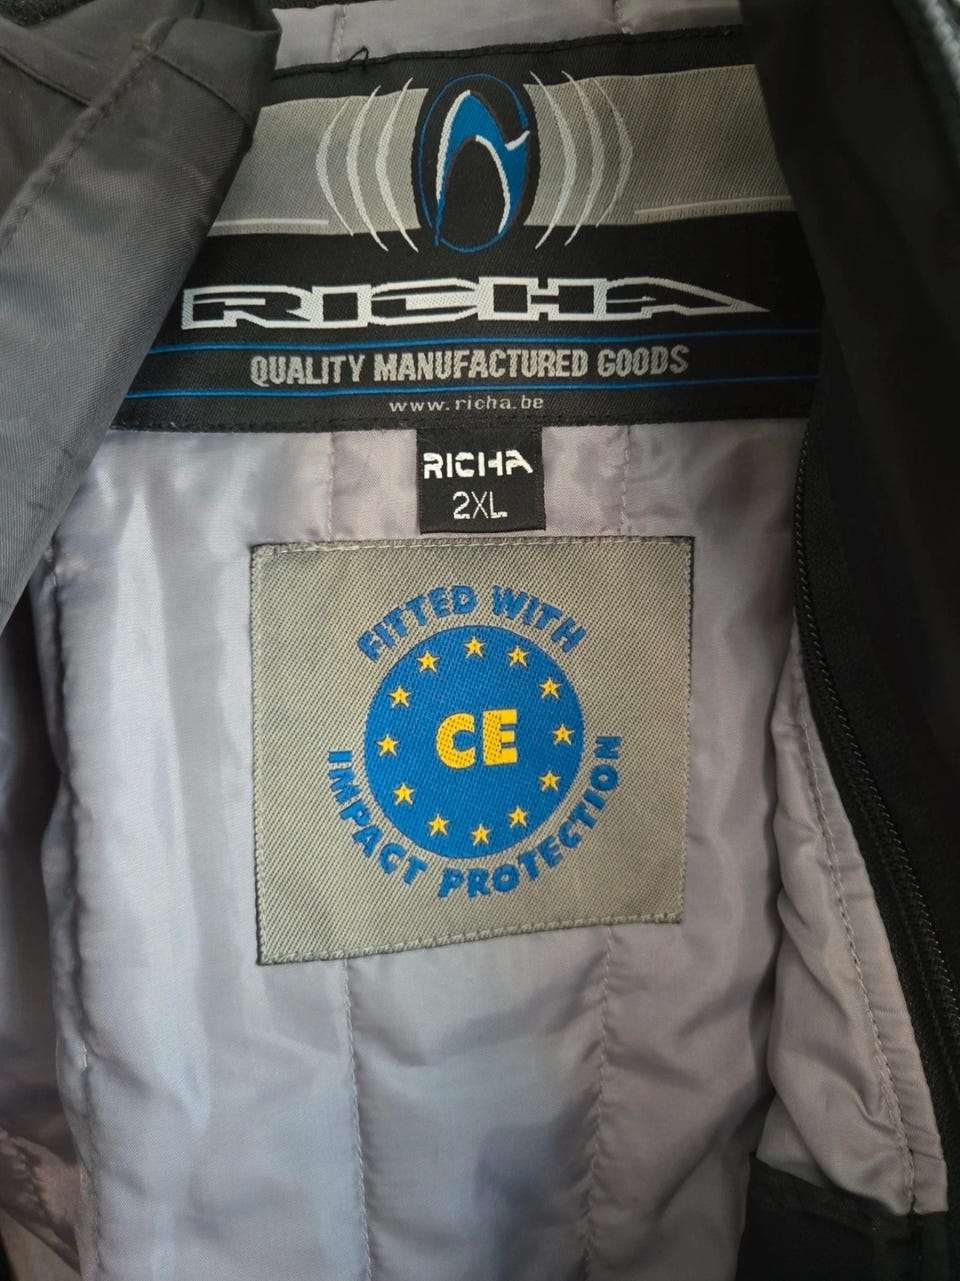 RICHA
QUALITY MANUFACTURED GOODS
www.richa.be
RICHA
2XL
FITTED WITH
CE
IMPACT PROTECTION